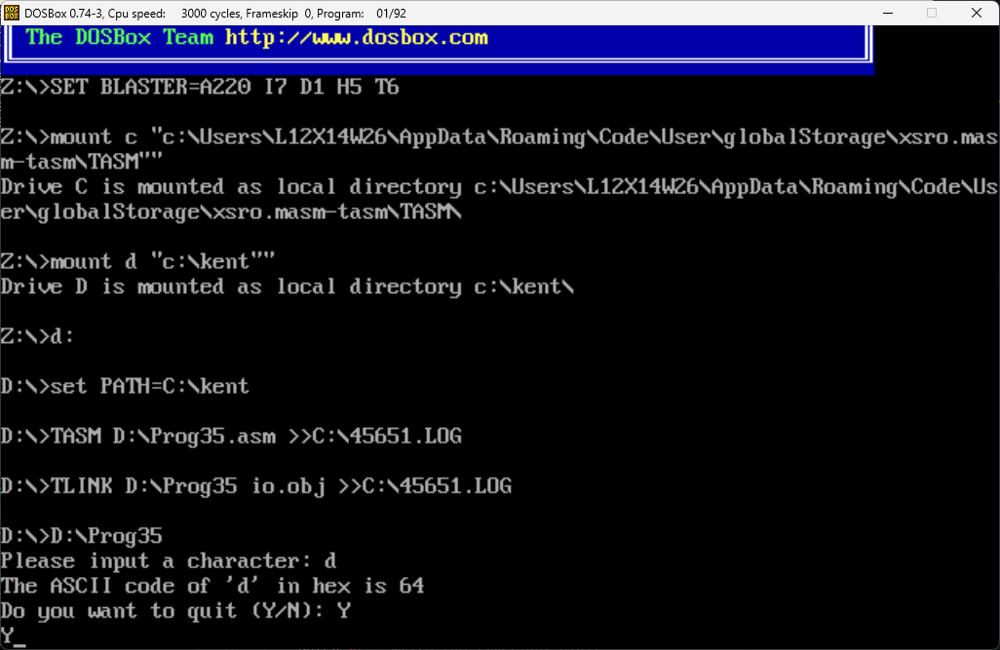 DOSBox 0.74-3, Cpu speed:    3000 cycles, Frameskip  0, Program:    01/92
The DOSBox Team http://www.dosbox.com
Z:\>SET BLASTER=A220 I7 D1 H5 T6
Z:\>mount c "c:\Users\L12X14W26\AppData\Roaming\Code\User\globalStorage\xsro.mas
m-tasm\TASM""
Drive C is mounted as local directory c:\Users\L12X14W26\AppData\Roaming\Code\Us
er\globalStorage\xsro.masm-tasm\TASM\
Z:\>mount d "c:\kent""
Drive D is mounted as local directory c:\kent\
Z:\>d:
D:\>set PATH=C:\kent
D:\>TASM D:\Prog35.asm >>C:\45651.LOG
D:\>TLINK D:\Prog35 io.obj >>C:\45651.LOG
D:\>D:\Prog35
Please input a character: d
The ASCII code of 'd' in hex is 64
Do you want to quit (Y/N): Y
Y_